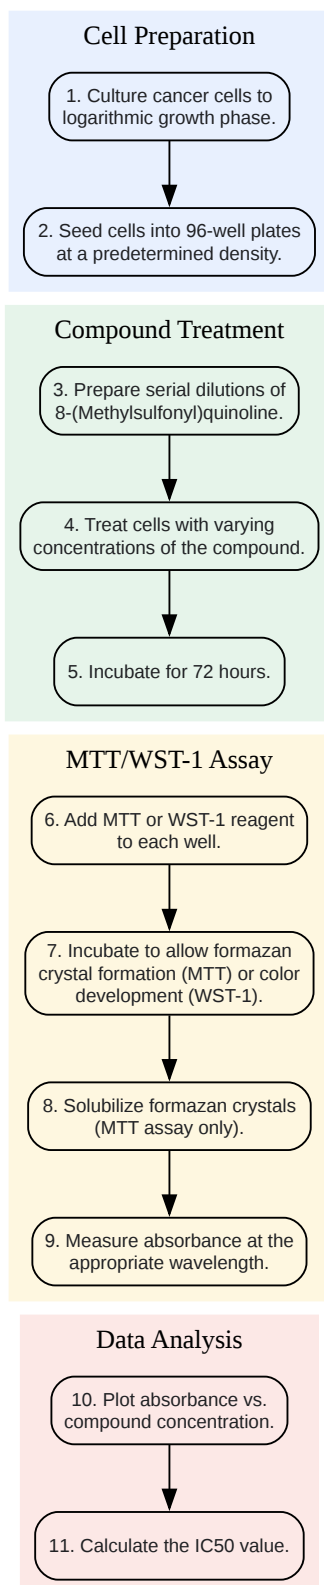 Cell Preparation
1. Culture cancer cells to
logarithmic growth phase.
2. Seed cells into 96-well plates
at a predetermined density.
Compound Treatment
3. Prepare serial dilutions of
8-(Methylsulfonyl)quinoline.
4. Treat cells with varying
concentrations of the compound.
5. Incubate for 72 hours.
MTT/WST-1 Assay
6. Add MTT or WST-1 reagent
to each well.
7. Incubate to allow formazan
crystal formation (MTT) or color
development (WST-1).
8. Solubilize formazan crystals
(MTT assay only).
9. Measure absorbance at the
appropriate wavelength.
Data Analysis
10. Plot absorbance vs.
compound concentration.
11. Calculate the IC50 value.